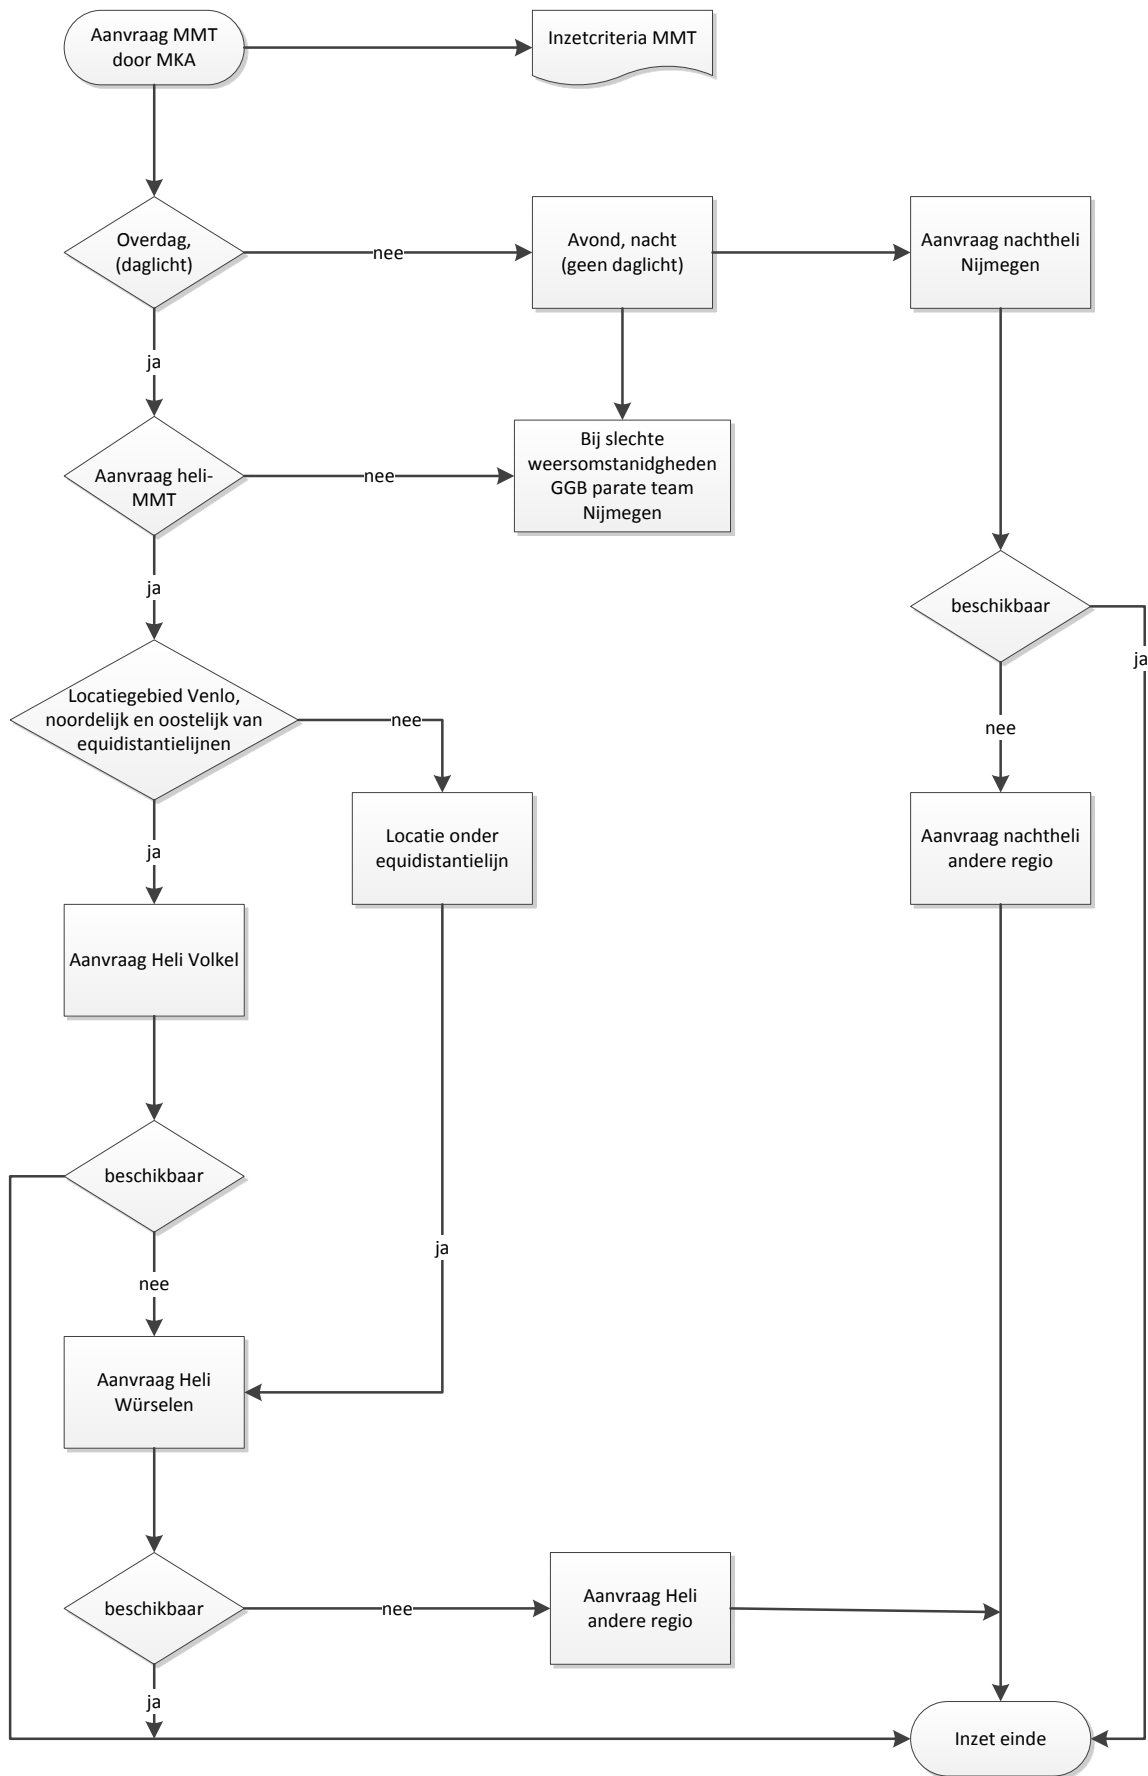 Aanvraag MMT
door MKA
Inzetcriteria MMT
Overdag,
(daglicht)
nee
Avond, nacht
(geen daglicht)
Aanvraag nachtheli
Nijmegen
ja
Aanvraag heli-
MMT
nee
Bij slechte
weersomstanidgheden
GGB parate team
Nijmegen
ja
beschikbaar
ja
nee
Locatiegebied Venlo,
noordelijk en oostelijk van
equidistantielijnen
nee
ja
Locatie onder
equidistantielijn
Aanvraag nachtheli
andere regio
Aanvraag Heli Volkel
beschikbaar
ja
nee
Aanvraag Heli
Würselen
beschikbaar
nee
Aanvraag Heli
andere regio
ja
Inzet einde